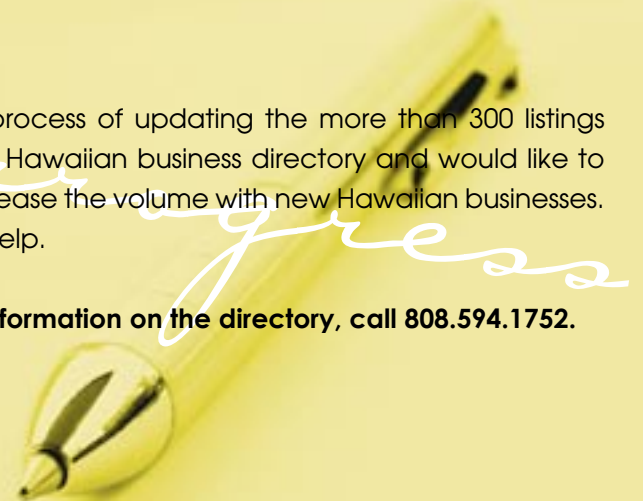 process of updating the more than 300 listings
Hawaiian business directory and would like to
ease the volume with new Hawaiian businesses.
elp.
rogress
formation on the directory, call 808.594.1752.